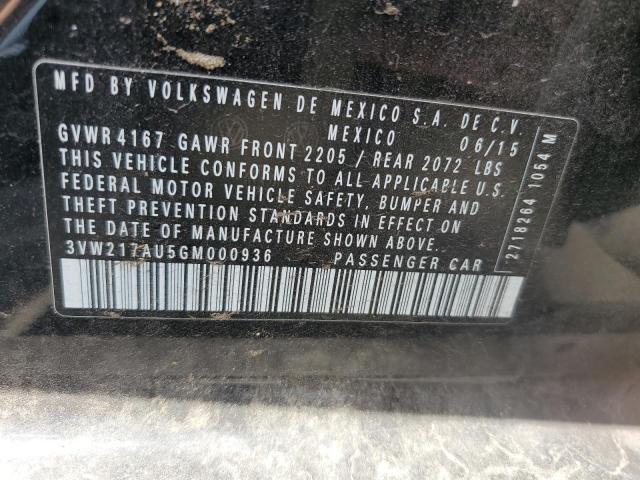 MFD BY VOLKSWAGEN DE MEXICO S.A. DE C.V.
MEXICO 06/15
GVWR 4167 GAWR FRONT 2205 / REAR 2072 LBS
THIS VEHICLE CONFORMS TO ALL APPLICABLE U.S.
FEDERAL MOTOR VEHICLE SAFETY, BUMPER AND
THEFT PREVENTION STANDARDS IN EFFECT ON
THE DATE OF MANUFACTURE SHOWN ABOVE.
3VW217AU5GM000936 PASSENGER CAR
2718264 1054 M